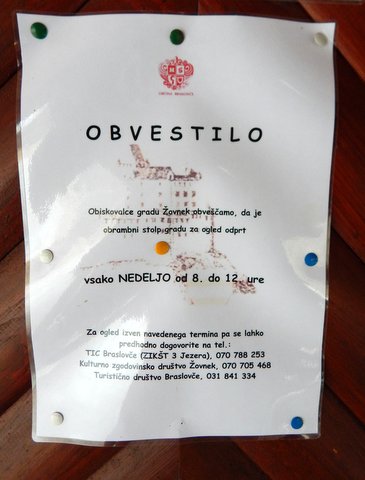 OBČINA BRASLOVČE
OBVESTILO
Obiskovalce gradu Žovnek obveščamo, da je
obrambni stolp gradu za ogled odprt
vsako NEDELJO od 8. do 12. ure
Za ogled izven navedenega termina pa se lahko
predhodno dogovorite na tel.:
TIC Braslovče (ZIKŠT 3 Jezera), 070 788 253
Kulturno zgodovinsko društvo Žovnek, 070 705 468
Turistično društvo Braslovče, 031 841 334